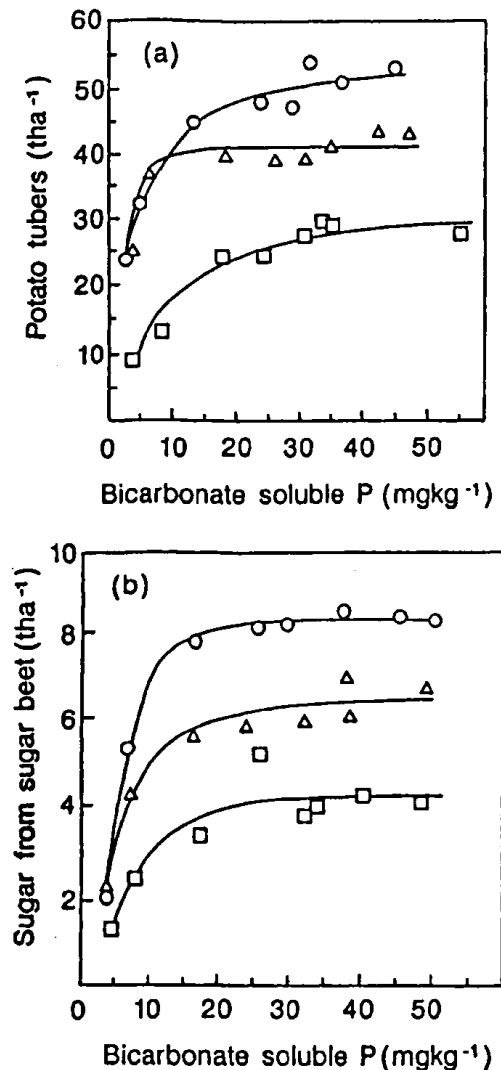 (a)
Potato tubers (tha⁻¹)
60
50
40
30
20
10
0 10 20 30 40 50
Bicarbonate soluble P (mgkg⁻¹)
(b)
Sugar from sugar beet (tha⁻¹)
10
8
6
4
2
0 10 20 30 40 50
Bicarbonate soluble P (mgkg⁻¹)